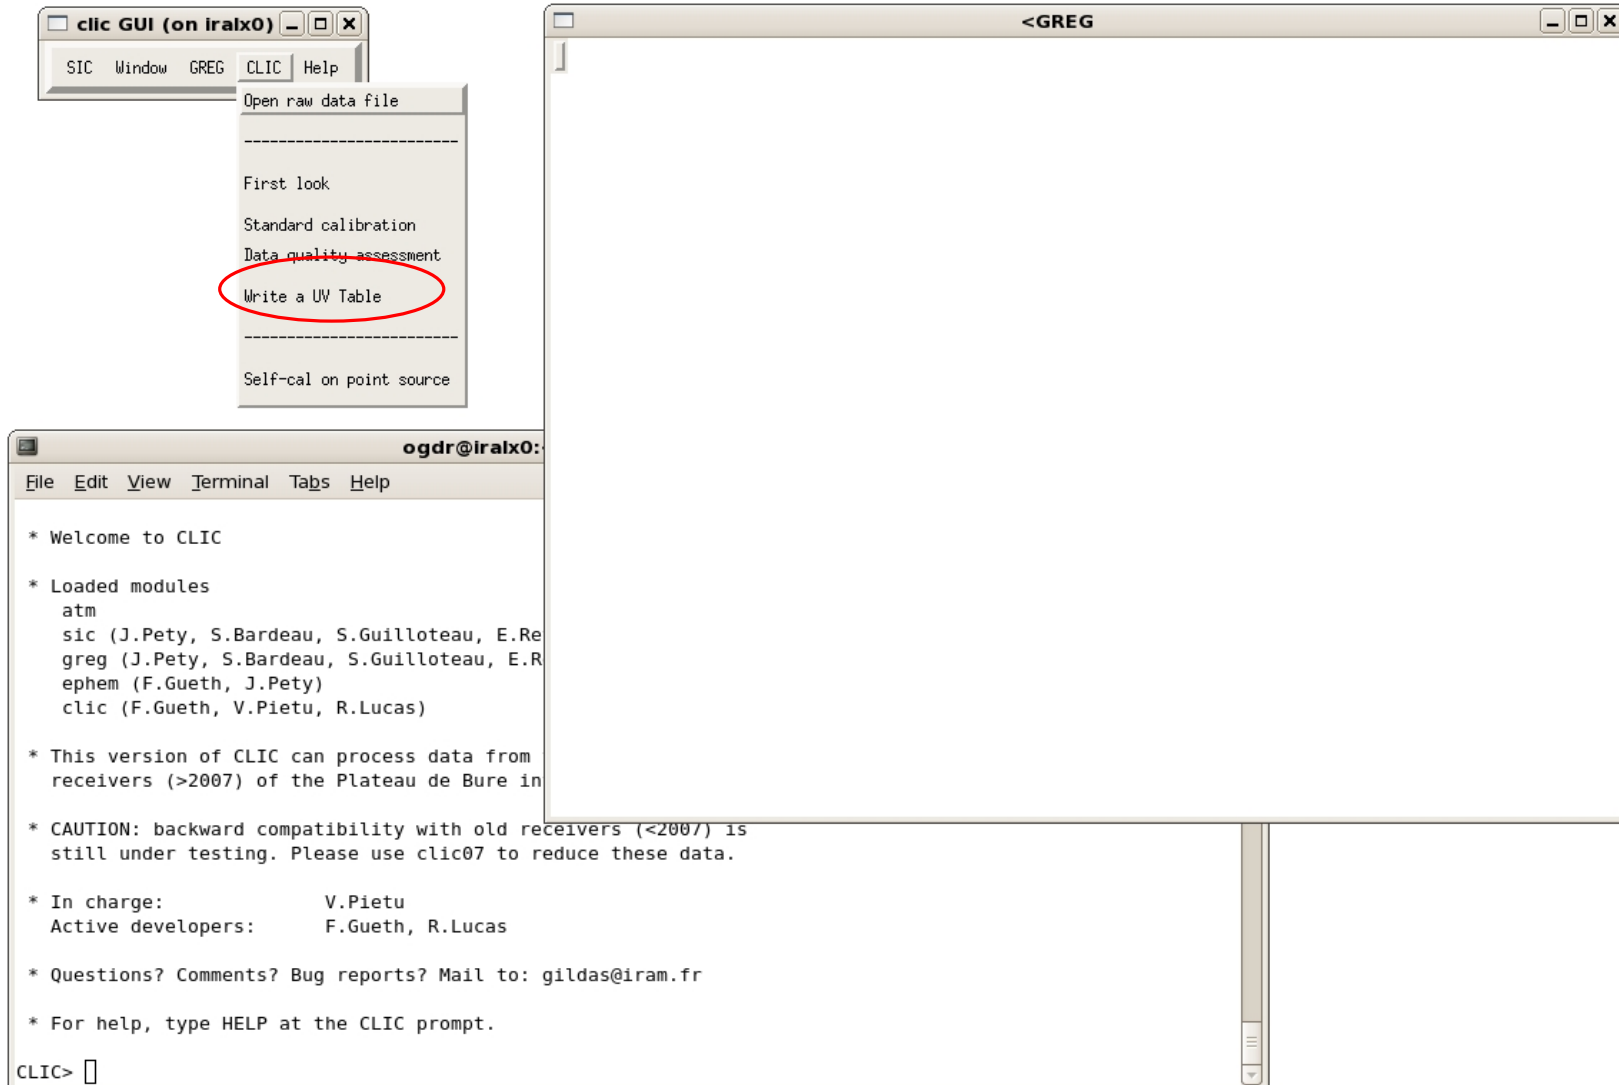 clic GUI (on iralx0)
SIC Window GREG CLIC Help
Open raw data file
-------------------------
First look
Standard calibration
Data quality assessment
Write a UV Table
-------------------------
Self-cal on point source
<GREG
ogdr@iralx0:
File Edit View Terminal Tabs Help
* Welcome to CLIC
* Loaded modules
atm
sic (J.Pety, S.Bardeau, S.Guilloteau, E.Re
greg (J.Pety, S.Bardeau, S.Guilloteau, E.R
ephem (F.Gueth, J.Pety)
clic (F.Gueth, V.Pietu, R.Lucas)
* This version of CLIC can process data from
receivers (>2007) of the Plateau de Bure in
* CAUTION: backward compatibility with old receivers (<2007) is
still under testing. Please use clic07 to reduce these data.
* In charge: V.Pietu
Active developers: F.Gueth, R.Lucas
* Questions? Comments? Bug reports? Mail to: gildas@iram.fr
* For help, type HELP at the CLIC prompt.
CLIC>